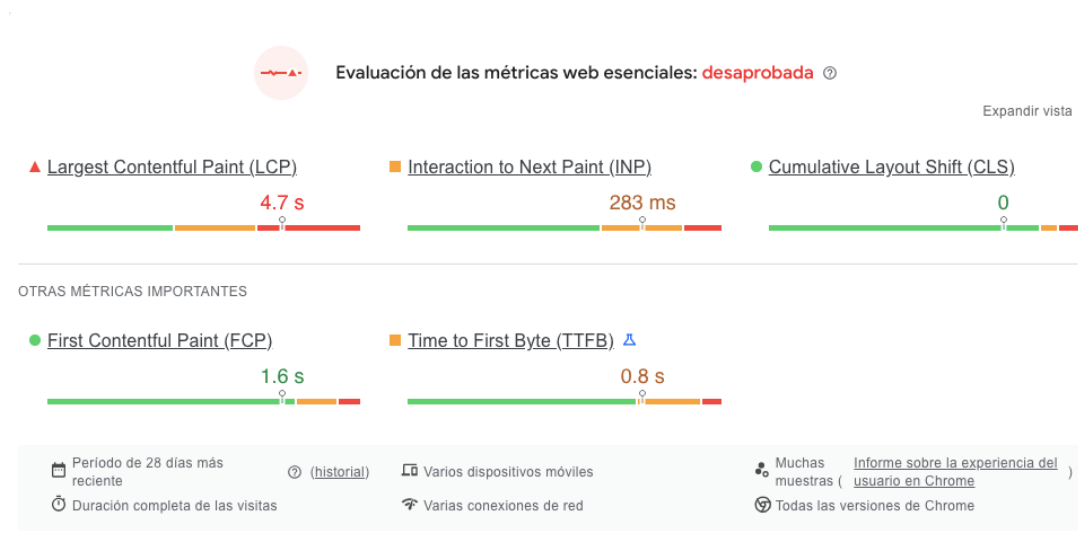 Evaluación de las métricas web esenciales: desaprobada
Expandir vista
Largest Contentful Paint (LCP)
4.7 s
Interaction to Next Paint (INP)
283 ms
Cumulative Layout Shift (CLS)
0
OTRAS MÉTRICAS IMPORTANTES
First Contentful Paint (FCP)
1.6 s
Time to First Byte (TTFB)
0.8 s
Período de 28 días más
reciente
(historial)
Varios dispositivos móviles
Muchas
muestras (
Informe sobre la experiencia del
usuario en Chrome
)
Duración completa de las visitas
Varias conexiones de red
Todas las versiones de Chrome